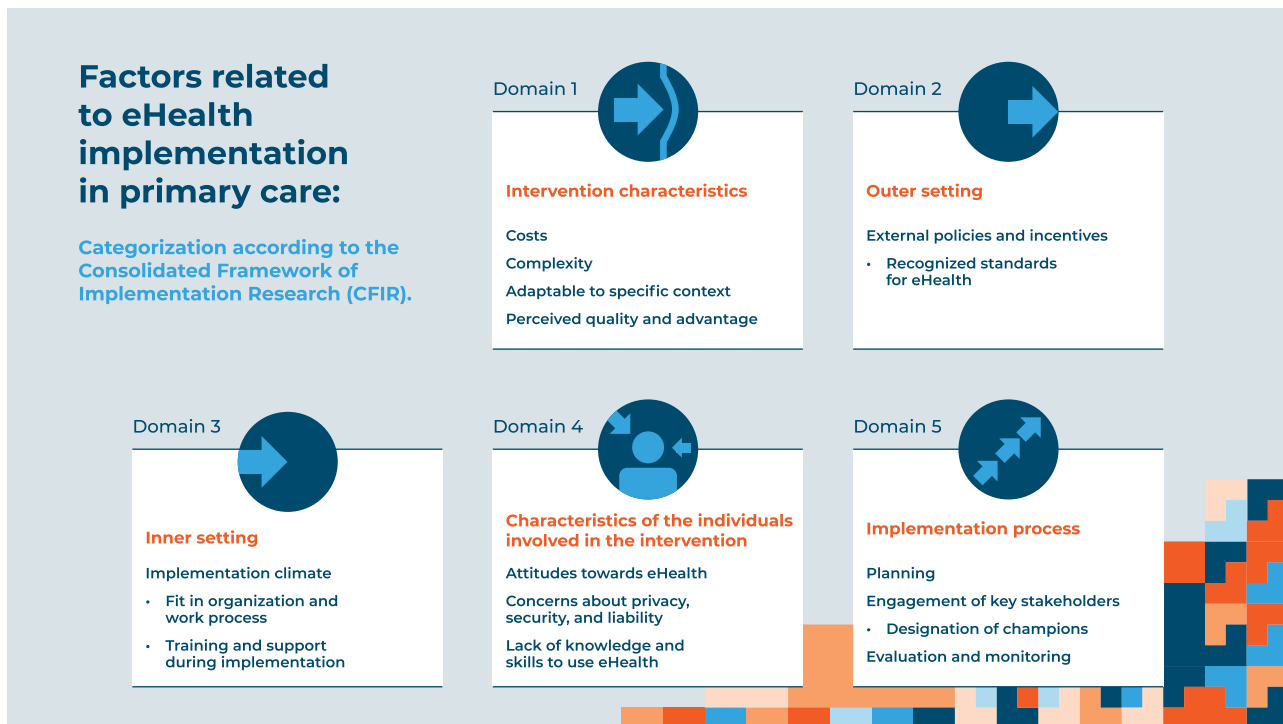 Factors related
to eHealth
implementation
in primary care:
Categorization according to the
Consolidated Framework of
Implementation Research (CFIR).
Domain 1
Intervention characteristics
Costs
Complexity
Adaptable to specific context
Perceived quality and advantage
Domain 2
Outer setting
External policies and incentives
• Recognized standards
for eHealth
Domain 3
Inner setting
Implementation climate
• Fit in organization and
work process
• Training and support
during implementation
Domain 4
Characteristics of the individuals
involved in the intervention
Attitudes towards eHealth
Concerns about privacy,
security, and liability
Lack of knowledge and
skills to use eHealth
Domain 5
Implementation process
Planning
Engagement of key stakeholders
• Designation of champions
Evaluation and monitoring